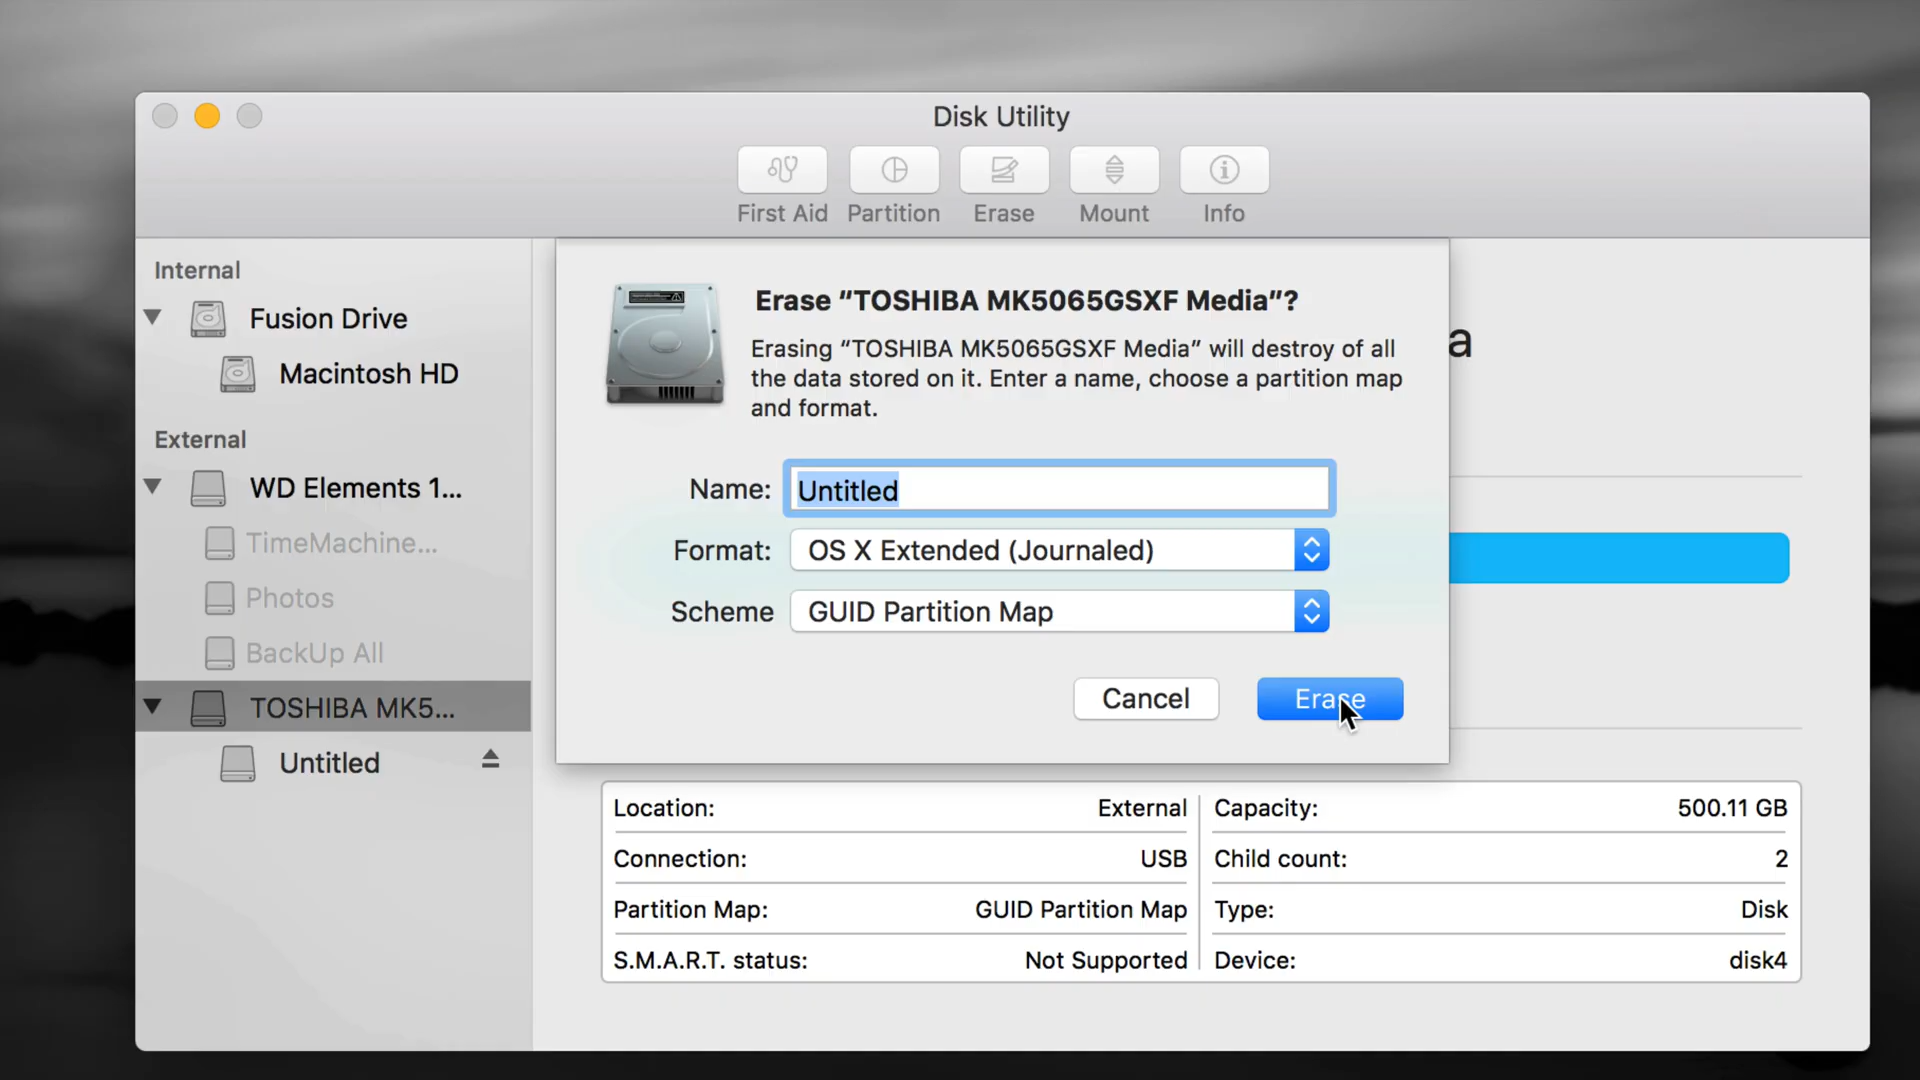 Disk Utility
First Aid
Partition
Erase
Mount
Info
Internal
Fusion Drive
Macintosh HD
External
WD Elements 1...
TimeMachine...
Photos
BackUp All
TOSHIBA MK5...
Untitled
Erase “TOSHIBA MK5065GSXF Media”?
Erasing “TOSHIBA MK5065GSXF Media” will destroy of all
the data stored on it. Enter a name, choose a partition map
and format.
a
Name: Untitled
Format: OS X Extended (Journaled)
Scheme GUID Partition Map
Cancel
Erase
Location: External
Capacity: 500.11 GB
Connection: USB
Child count: 2
Partition Map: GUID Partition Map
Type: Disk
S.M.A.R.T. status: Not Supported
Device: disk4